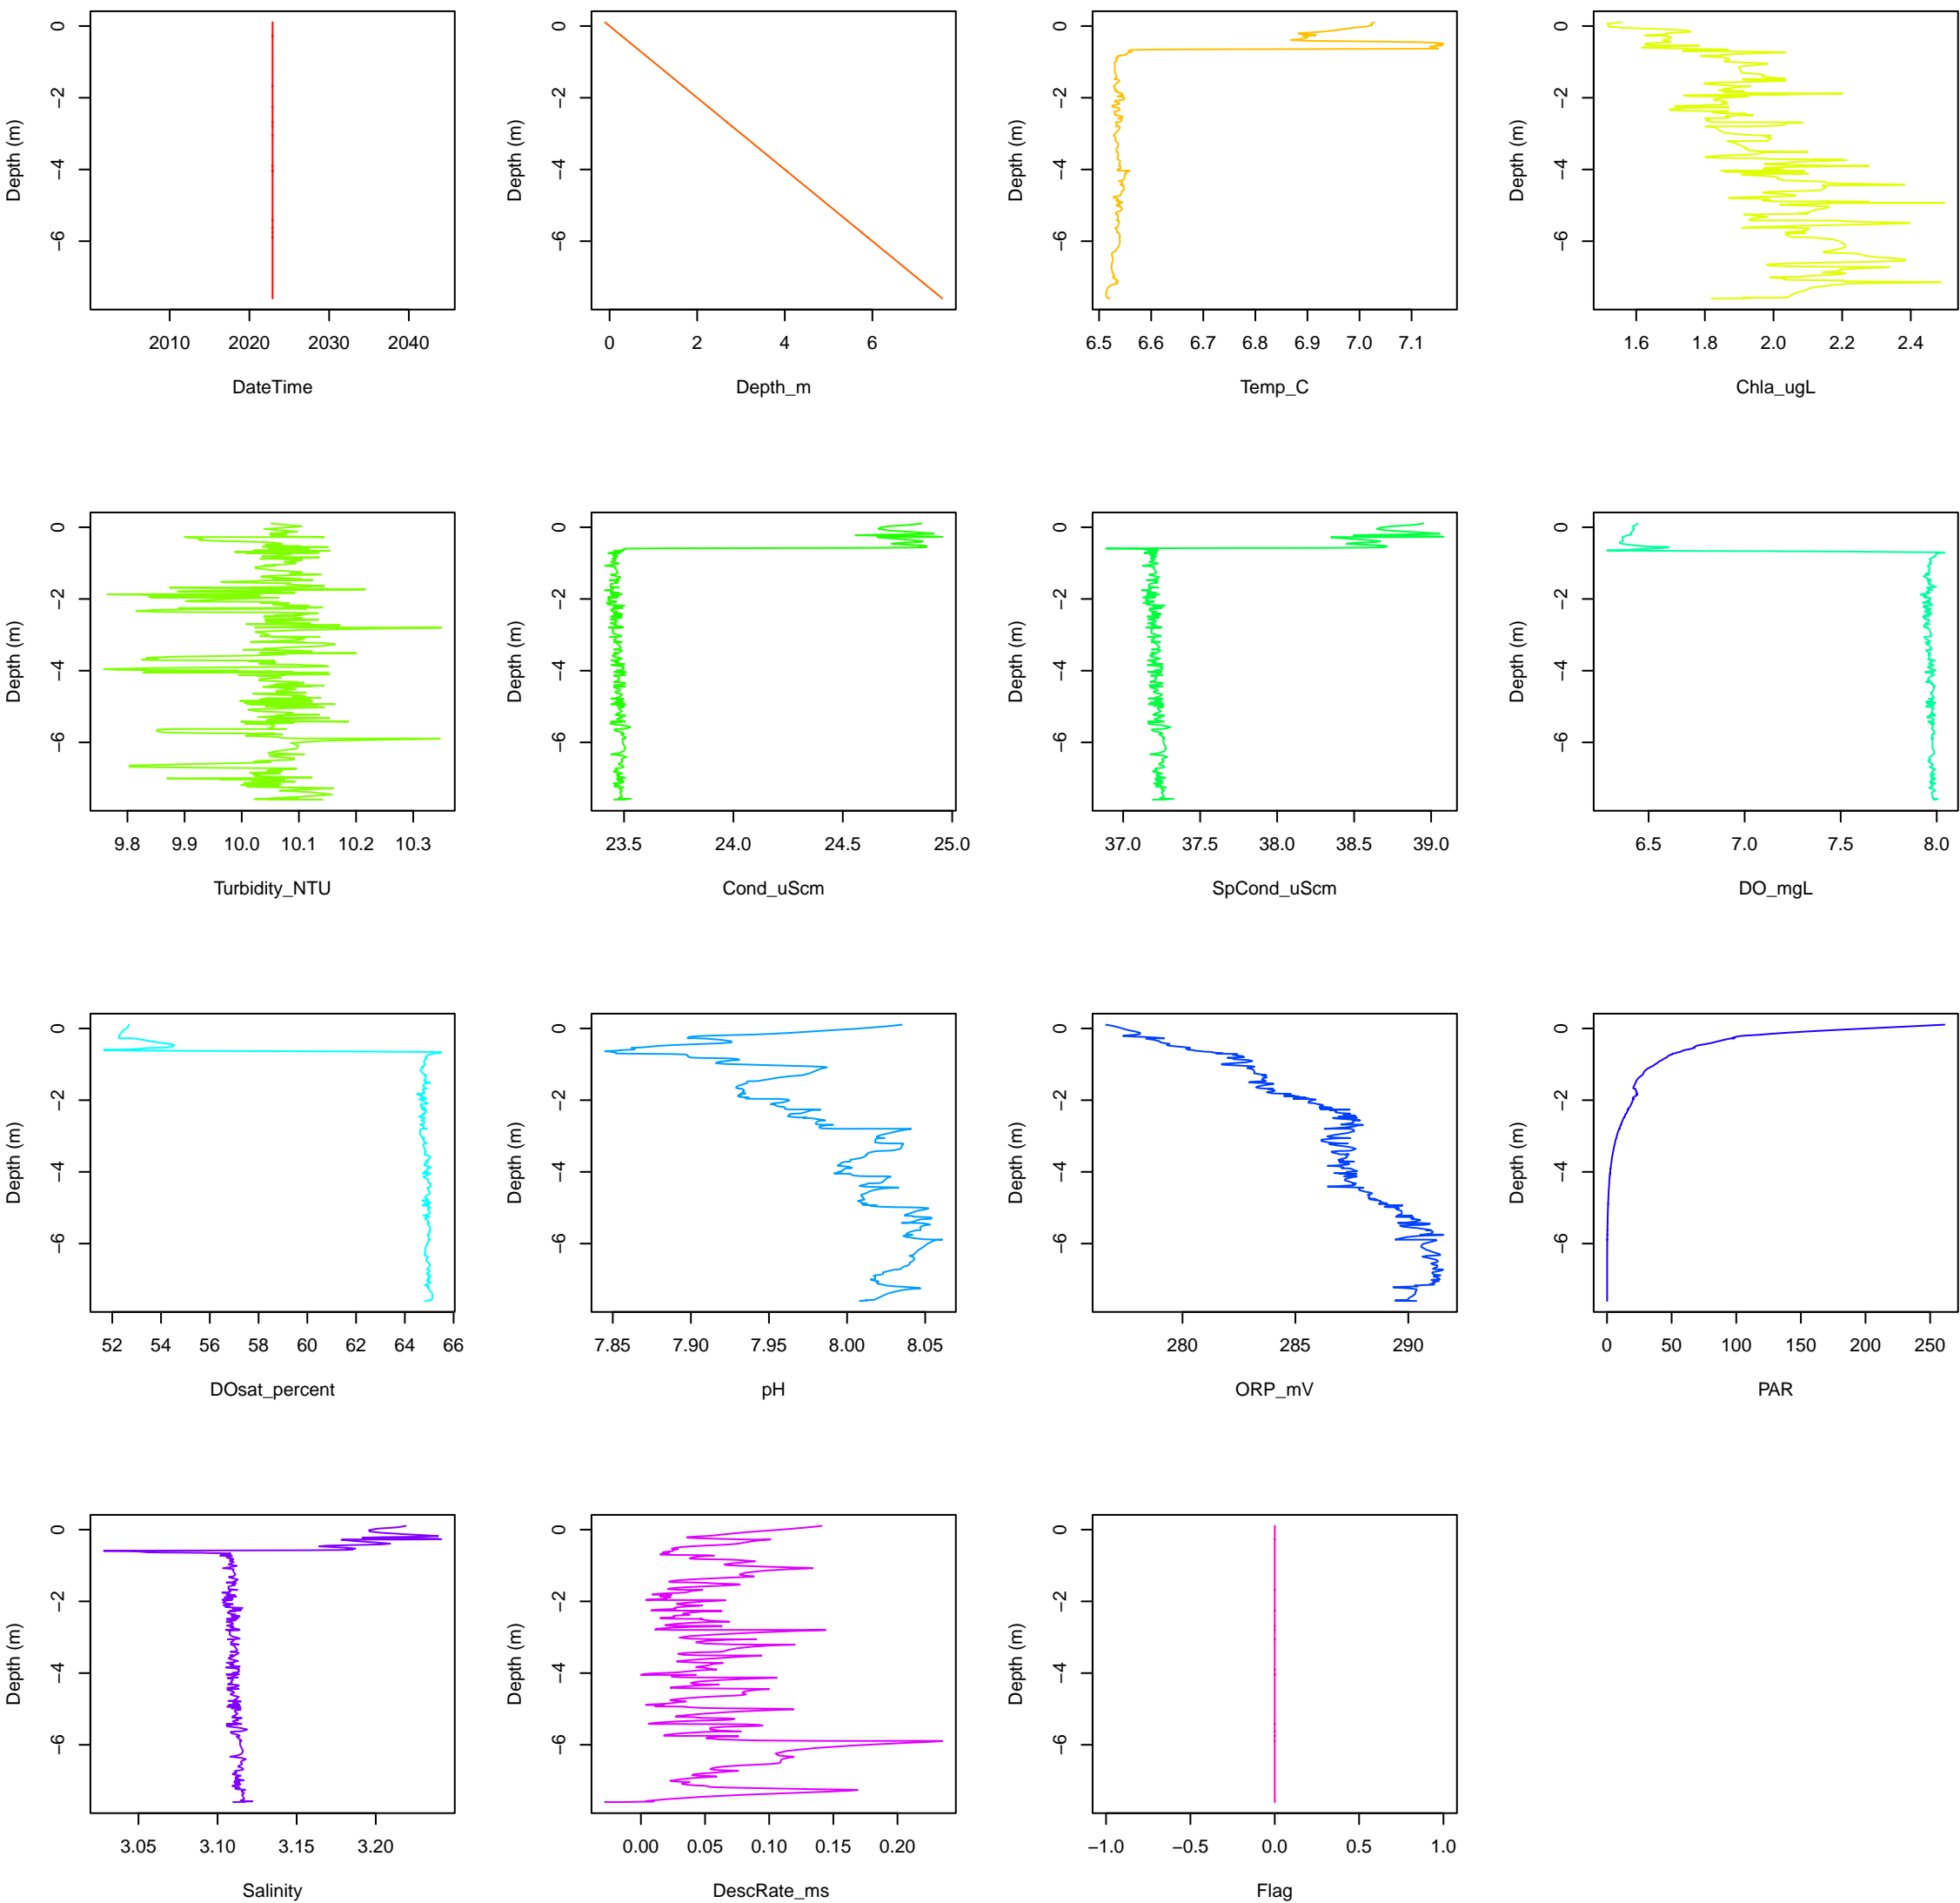 0 0 0 0
−2 −2 −2 −2
Depth (m) Depth (m) Depth (m) Depth (m)
−4 −4 −4 −4
−6 −6 −6 −6
2010 2020 2030 2040 0 2 4 6 6.5 6.6 6.7 6.8 6.9 7.0 7.1 1.6 1.8 2.0 2.2 2.4
DateTime Depth_m Temp_C Chla_ugL
0 0 0 0
−2 −2 −2 −2
Depth (m) Depth (m) Depth (m) Depth (m)
−4 −4 −4 −4
−6 −6 −6 −6
9.8 9.9 10.0 10.1 10.2 10.3 23.5 24.0 24.5 25.0 37.0 37.5 38.0 38.5 39.0 6.5 7.0 7.5 8.0
Turbidity_NTU Cond_uScm SpCond_uScm DO_mgL
0 0 0 0
−2 −2 −2 −2
Depth (m) Depth (m) Depth (m) Depth (m)
−4 −4 −4 −4
−6 −6 −6 −6
52 54 56 58 60 62 64 66 7.85 7.90 7.95 8.00 8.05 280 285 290 0 50 100 150 200 250
DOsat_percent pH ORP_mV PAR
0 0 0
−2 −2 −2
Depth (m) Depth (m) Depth (m)
−4 −4 −4
−6 −6 −6
3.05 3.10 3.15 3.20 0.00 0.05 0.10 0.15 0.20 −1.0 −0.5 0.0 0.5 1.0
Salinity DescRate_ms Flag